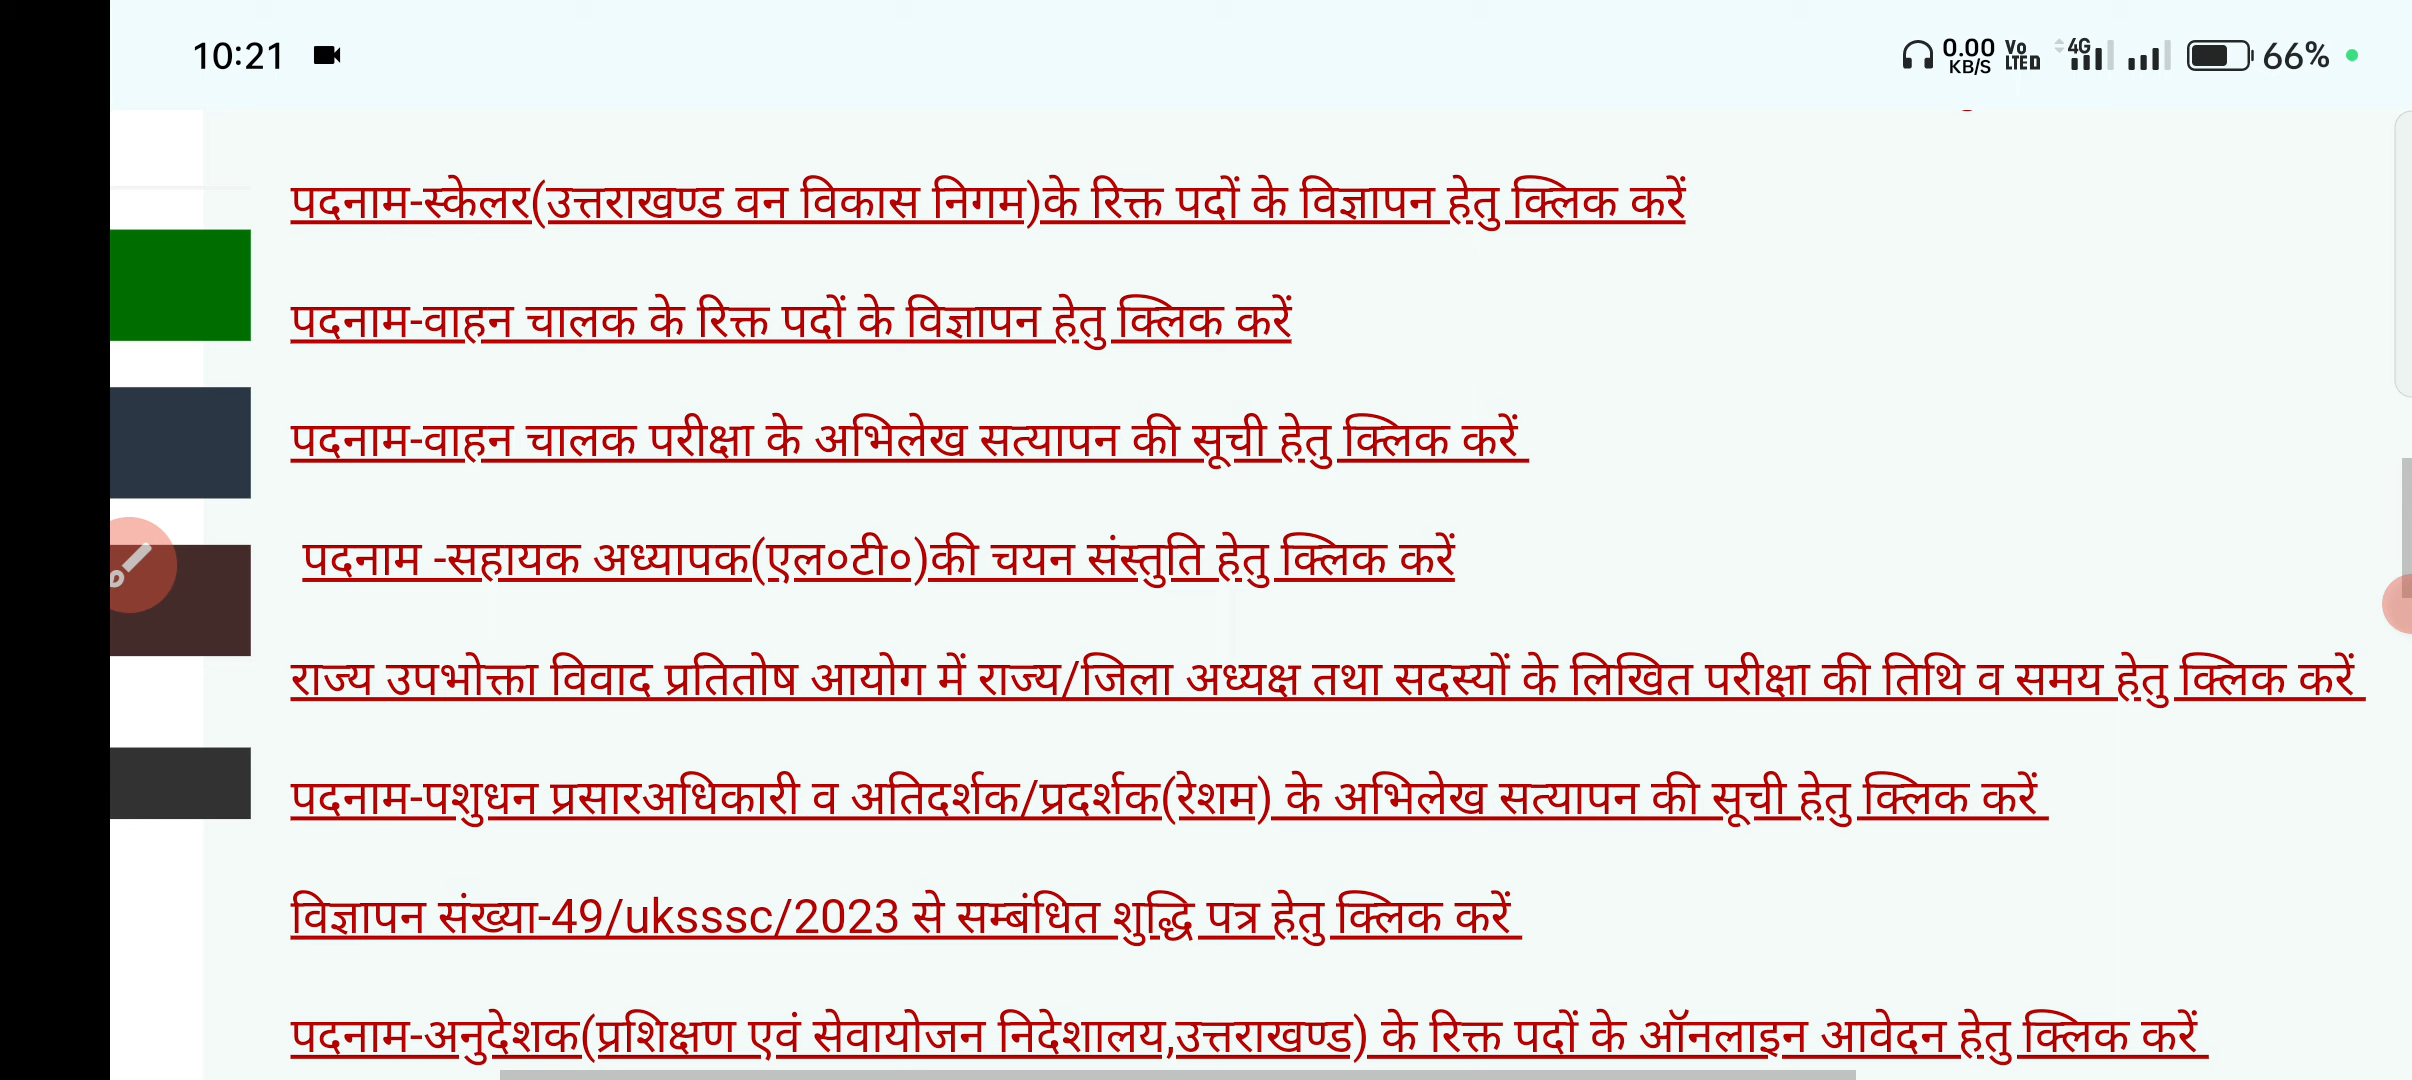 10:21
0.00 KB/S Vo LTE 4G 66%
पदनाम-स्केलर(उत्तराखण्ड वन विकास निगम)के रिक्त पदों के विज्ञापन हेतु क्लिक करें
पदनाम-वाहन चालक के रिक्त पदों के विज्ञापन हेतु क्लिक करें
पदनाम-वाहन चालक परीक्षा के अभिलेख सत्यापन की सूची हेतु क्लिक करें
पदनाम -सहायक अध्यापक(एल०टी०)की चयन संस्तुति हेतु क्लिक करें
राज्य उपभोक्ता विवाद प्रतितोष आयोग में राज्य/जिला अध्यक्ष तथा सदस्यों के लिखित परीक्षा की तिथि व समय हेतु क्लिक करें
पदनाम-पशुधन प्रसारअधिकारी व अतिदर्शक/प्रदर्शक(रेशम) के अभिलेख सत्यापन की सूची हेतु क्लिक करें
विज्ञापन संख्या-49/uksssc/2023 से सम्बंधित शुद्धि पत्र हेतु क्लिक करें
पदनाम-अनुदेशक(प्रशिक्षण एवं सेवायोजन निदेशालय,उत्तराखण्ड) के रिक्त पदों के ऑनलाइन आवेदन हेतु क्लिक करें